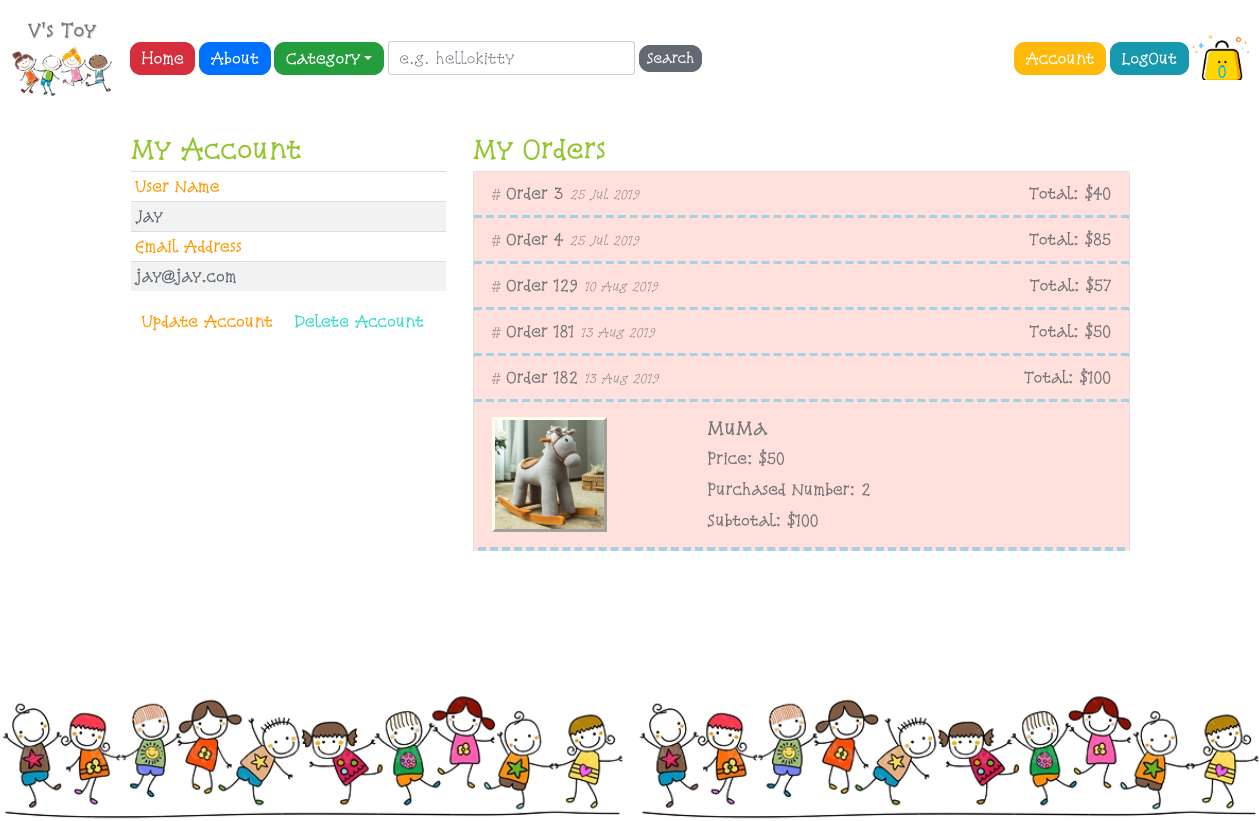 V's Toy
Home
About
Category
e.g. hellokitty
Search
Account
LogOut
0
My Account
User Name
Jay
Email Address
jay@jay.com
Update Account
Delete Account
My Orders
# Order 3 25 Jul 2019 Total: $40
# Order 4 25 Jul 2019 Total: $85
# Order 129 10 Aug 2019 Total: $57
# Order 181 13 Aug 2019 Total: $50
# Order 182 13 Aug 2019 Total: $100
MuMa
Price: $50
Purchased Number: 2
Subtotal: $100